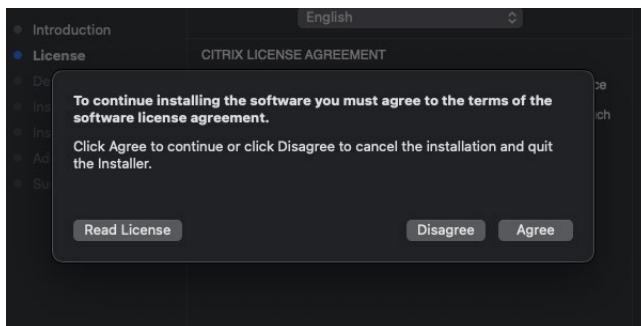 English
Introduction
License
CITRIX LICENSE AGREEMENT
To continue installing the software you must agree to the terms of the
software license agreement.
Click Agree to continue or click Disagree to cancel the installation and quit
the Installer.
Read License
Disagree
Agree